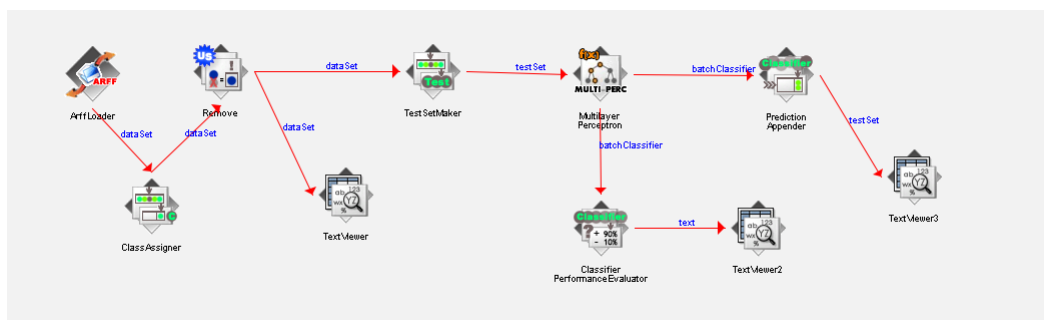 ArffLoader
dataSet
ClassAssigner
dataSet
Remove
dataSet
dataSet
TextViewer
TestSetMaker
testSet
Multilayer
Perceptron
batchClassifier
batchClassifier
Classifier
PerformanceEvaluator
text
TextViewer2
Prediction
Appender
testSet
TextViewer3
ARFF
Us
Test
f(x)
MULTI-PERC
Classifier
Classifier
+ 90%
- 10%